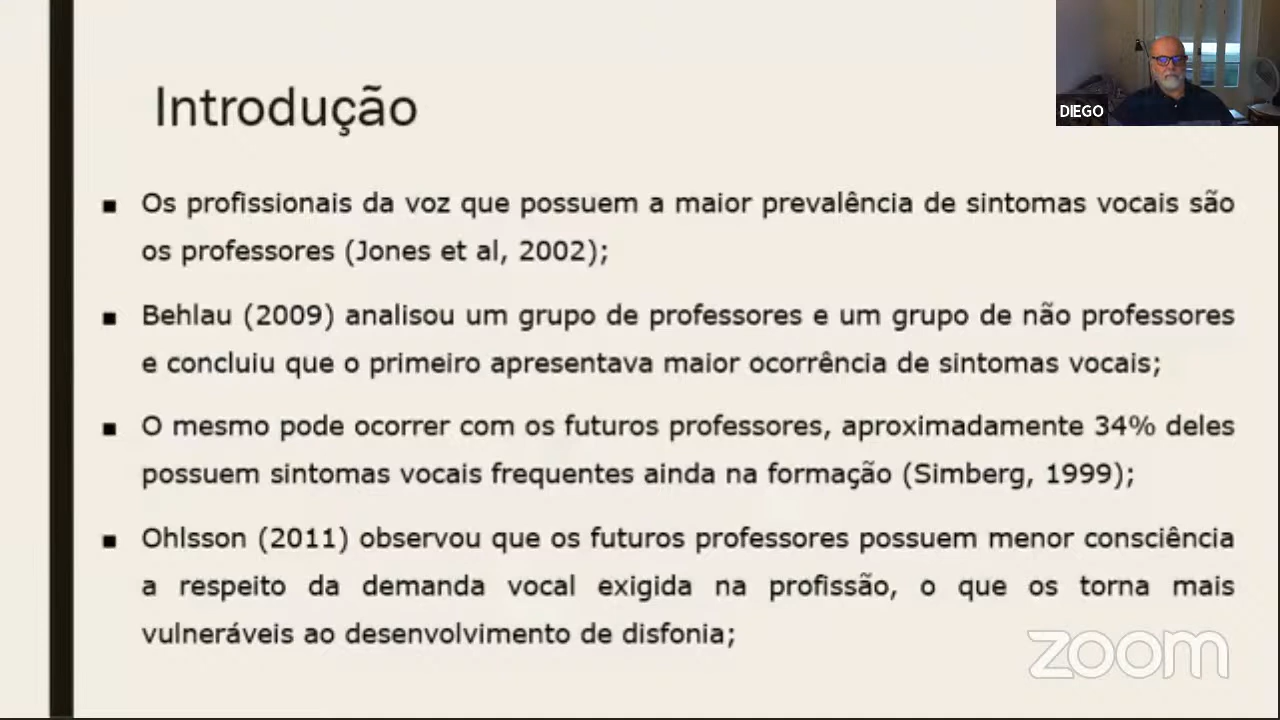 Introdução
DIEGO
▪ Os profissionais da voz que possuem a maior prevalência de sintomas vocais são
os professores (Jones et al, 2002);
▪ Behlau (2009) analisou um grupo de professores e um grupo de não professores
e concluiu que o primeiro apresentava maior ocorrência de sintomas vocais;
▪ O mesmo pode ocorrer com os futuros professores, aproximadamente 34% deles
possuem sintomas vocais frequentes ainda na formação (Simberg, 1999);
▪ Ohlsson (2011) observou que os futuros professores possuem menor consciência
a respeito da demanda vocal exigida na profissão, o que os torna mais
vulneráveis ao desenvolvimento de disfonia;
zoom